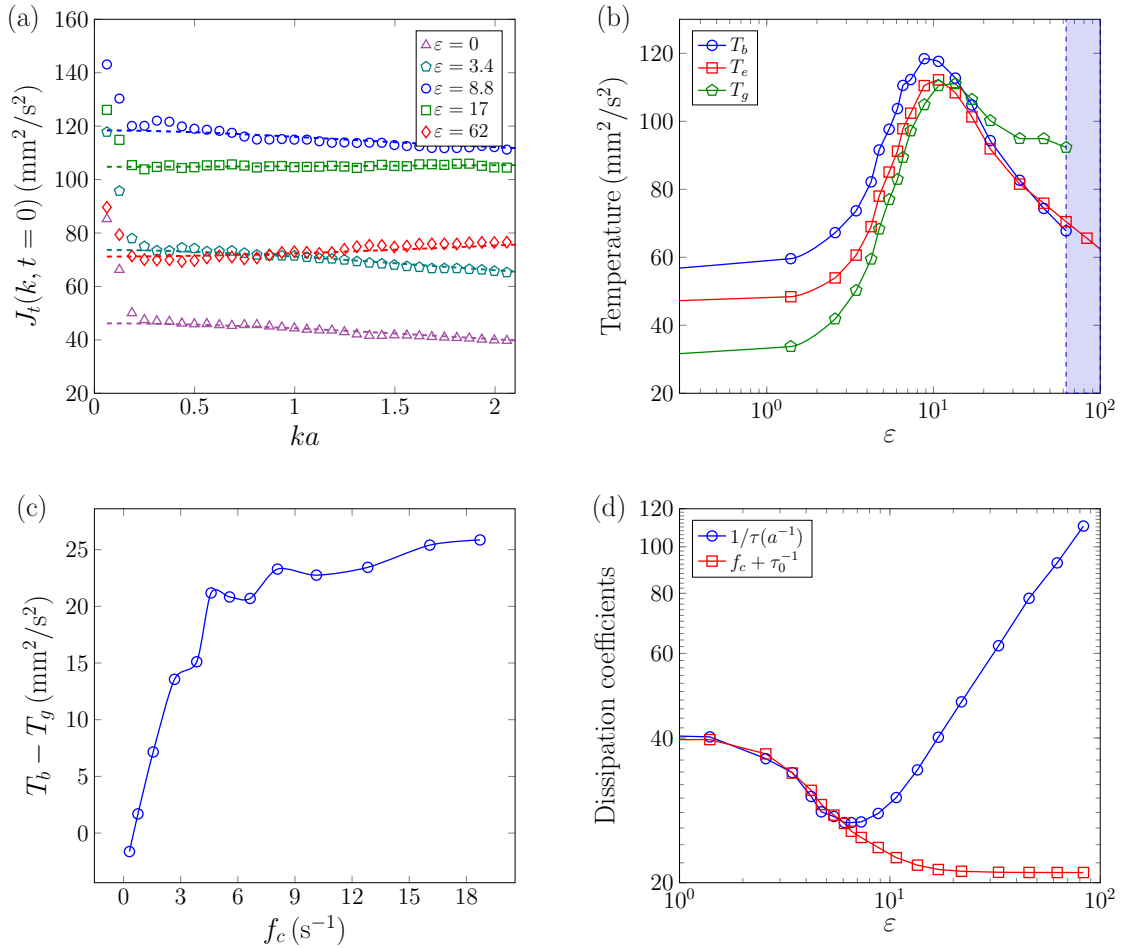 (a)
160
140
120
100
80
60
40
20
0
0.5
1
1.5
2
J_t(k, t = 0) (mm²/s²)
ka
ε = 0
ε = 3.4
ε = 8.8
ε = 17
ε = 62
(b)
120
100
80
60
40
20
10⁰
10¹
10²
Temperature (mm²/s²)
ε
T_b
T_e
T_g
(c)
25
20
15
10
5
0
0
3
6
9
12
15
18
T_b − T_g (mm²/s²)
f_c (s⁻¹)
(d)
120
100
80
60
40
20
10⁰
10¹
10²
Dissipation coefficients
ε
1/τ(a⁻¹)
f_c + τ₀⁻¹